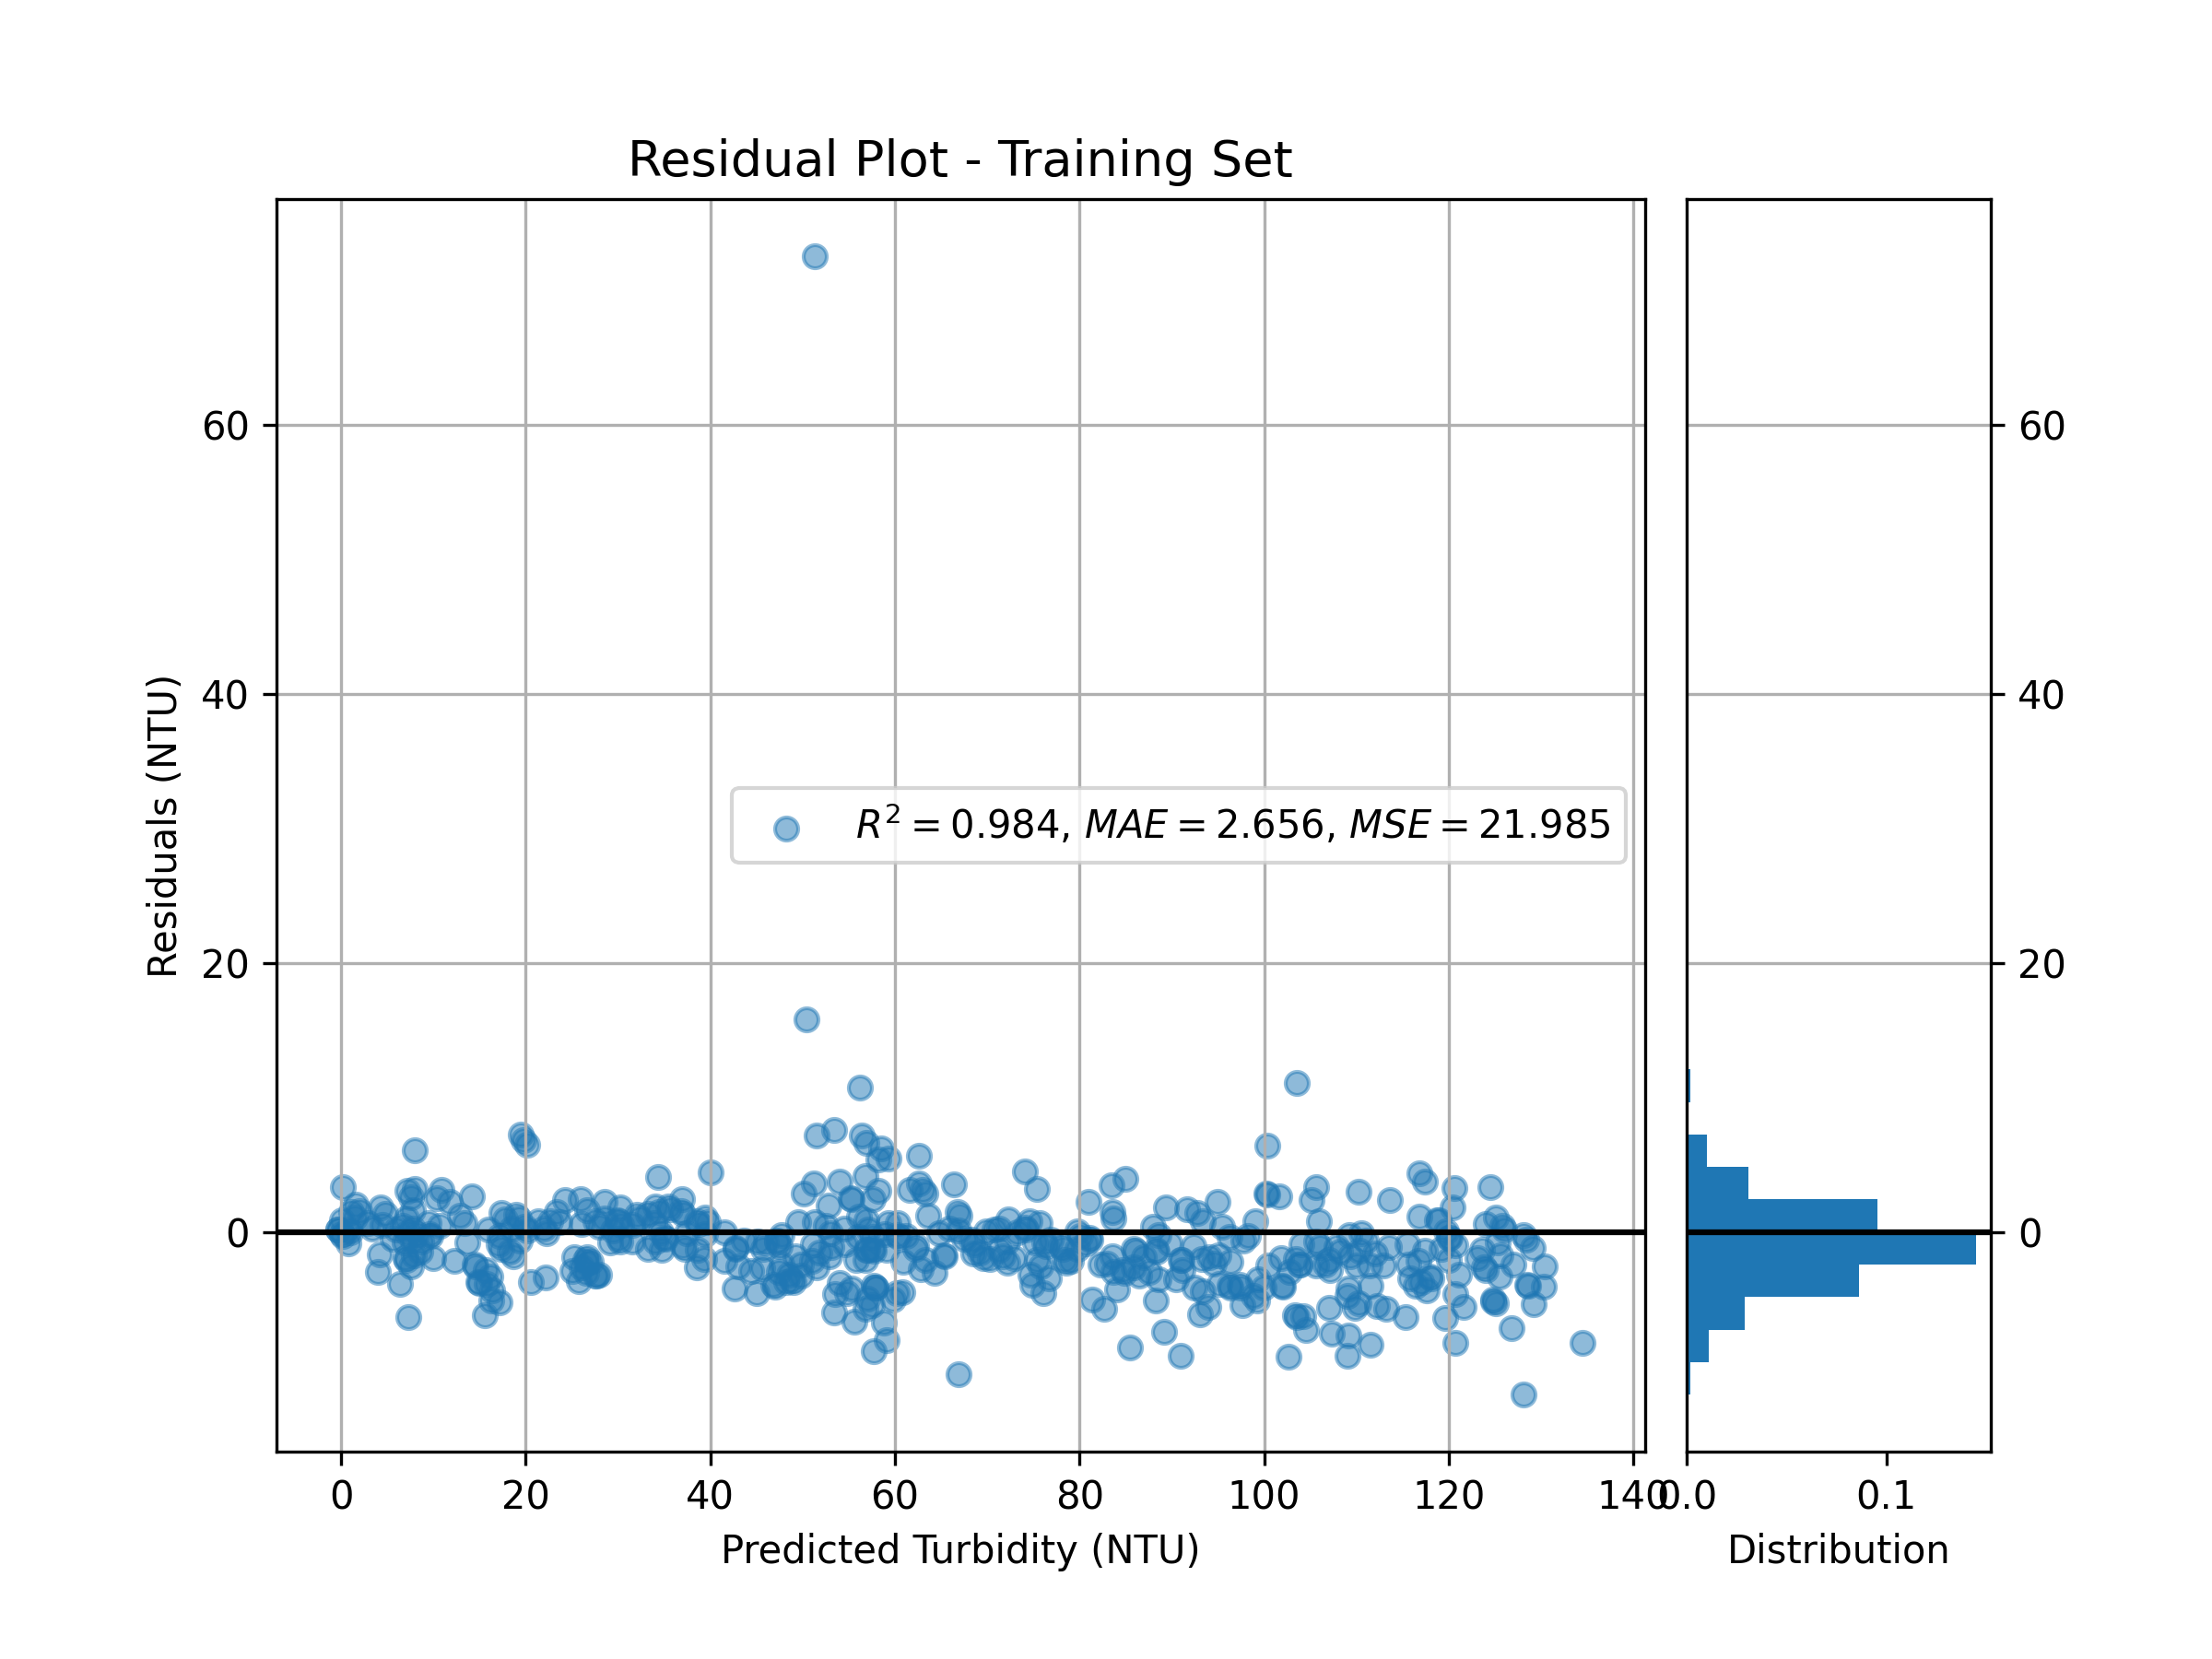 Residual Plot - Training Set
Residuals (NTU)
60
40
20
0
R² = 0.984, MAE = 2.656, MSE = 21.985
0 20 40 60 80 100 120 140
Predicted Turbidity (NTU)
60
40
20
0
0.0 0.1
Distribution